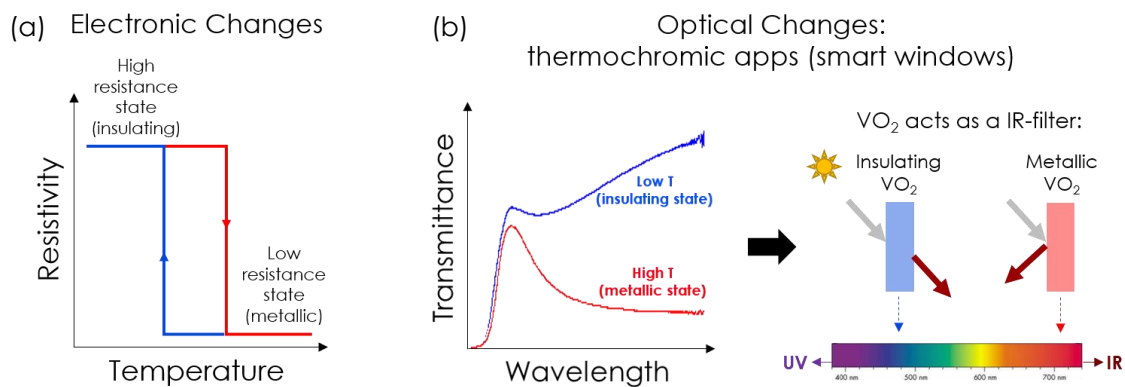 (a) Electronic Changes
High
resistance
state
(insulating)
Resistivity
Low
resistance
state
(metallic)
Temperature
(b) Optical Changes:
thermochromic apps (smart windows)
Transmittance
Low T
(insulating state)
High T
(metallic state)
Wavelength
VO₂ acts as a IR-filter:
Insulating
VO₂
Metallic
VO₂
UV
IR
400 nm
500 nm
600 nm
700 nm